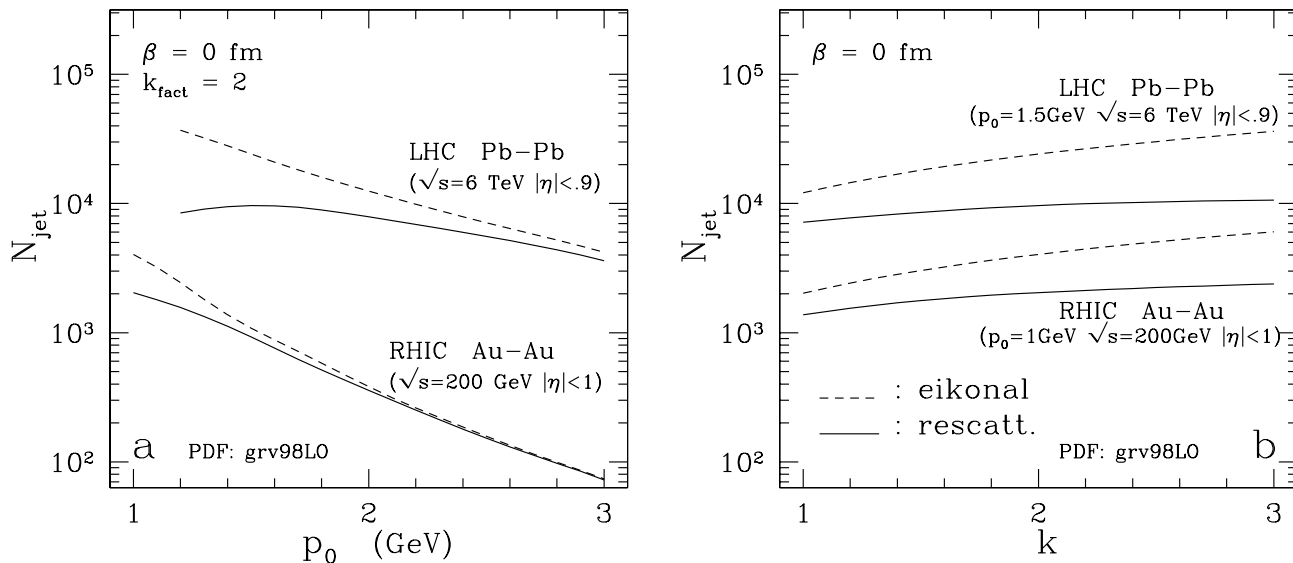 β = 0 fm
k_fact = 2
10^5
10^4
10^3
10^2
N_jet
LHC Pb-Pb
(√s=6 TeV |η|<.9)
RHIC Au-Au
(√s=200 GeV |η|<1)
a PDF: grv98LO
1 2 3
p_0 (GeV)
β = 0 fm
10^5
10^4
10^3
10^2
N_jet
LHC Pb-Pb
(p_0=1.5GeV √s=6 TeV |η|<.9)
RHIC Au-Au
(p_0=1GeV √s=200GeV |η|<1)
: eikonal
: rescatt.
PDF: grv98LO b
1 2 3
k